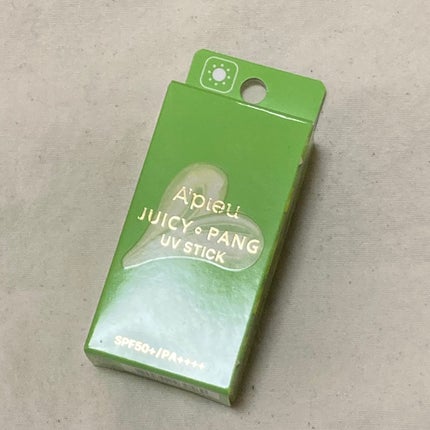 A'pieu
JUICY PANG
UV STICK
SPF50+/PA++++